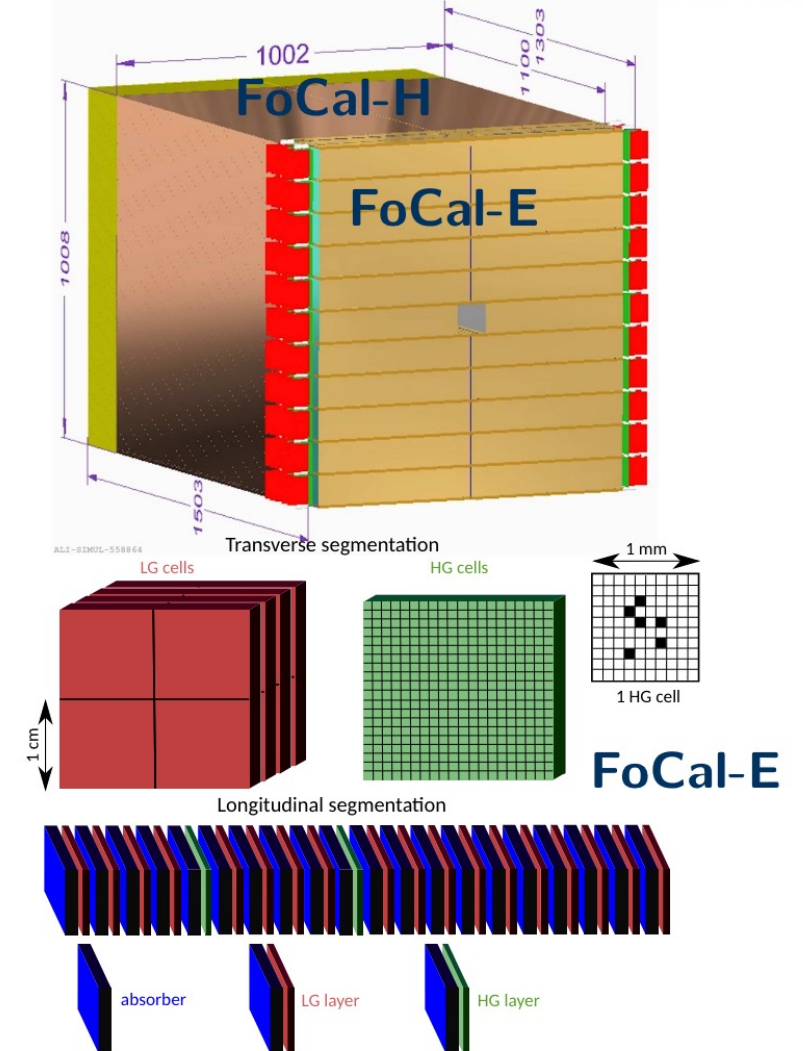 1002
1100
1303
FoCal-H
FoCal-E
1008
1503
ALI-SIMUL-558864
Transverse segmentation
LG cells
HG cells
1 mm
1 cm
1 HG cell
FoCal-E
Longitudinal segmentation
absorber
LG layer
HG layer